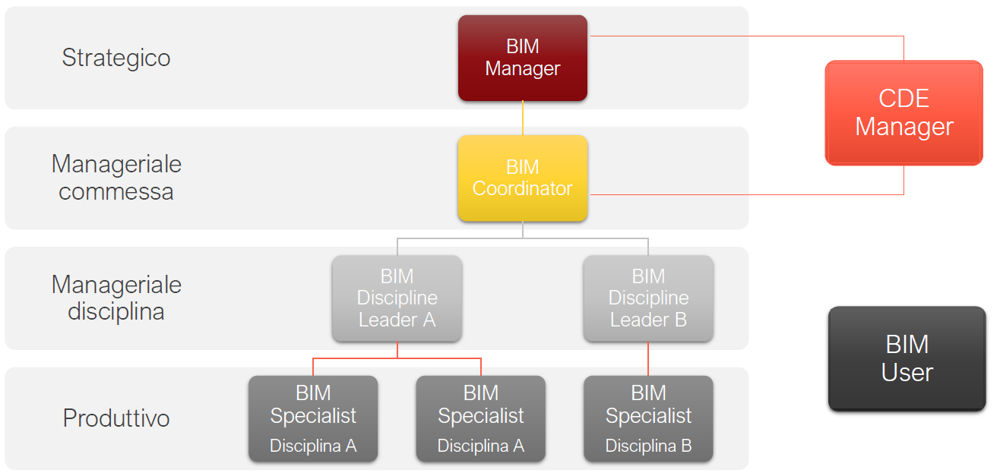 Strategico
BIM
Manager
CDE
Manager
Manageriale
commessa
BIM
Coordinator
Manageriale
disciplina
BIM
Discipline
Leader A
BIM
Discipline
Leader B
BIM
User
Produttivo
BIM
Specialist
Disciplina A
BIM
Specialist
Disciplina A
BIM
Specialist
Disciplina B